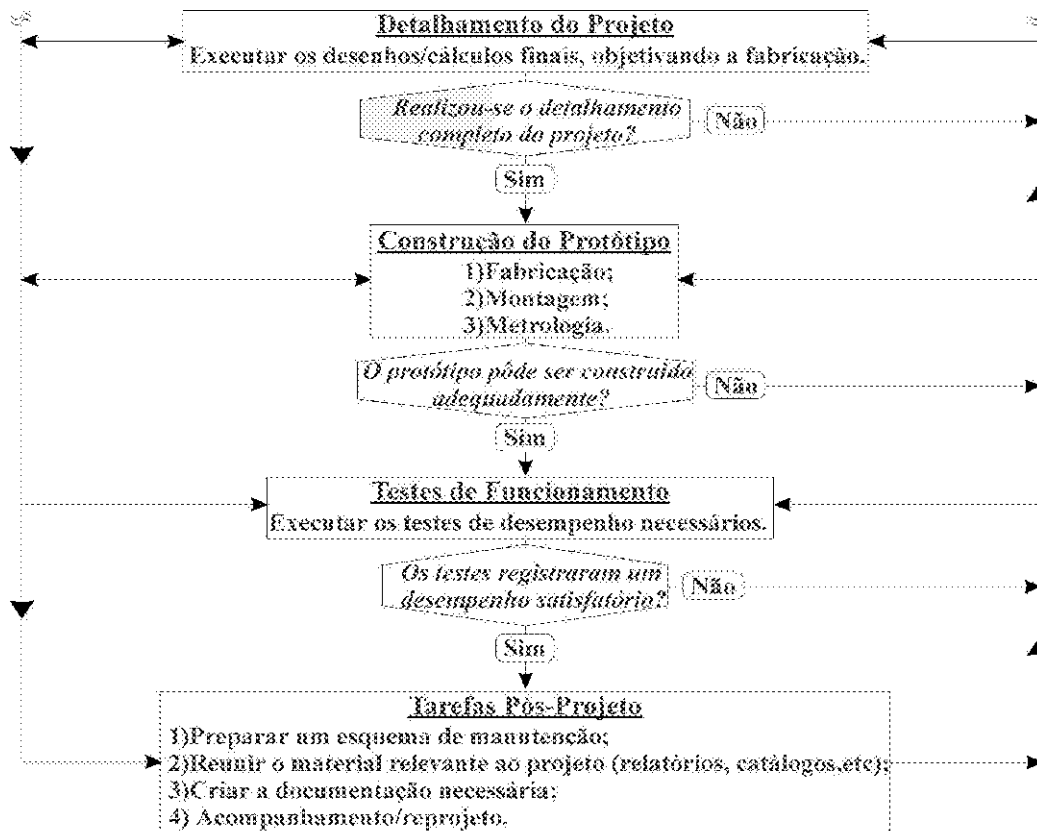 Detalhamento do Projeto
Executar os desenhos/cálculos finais, objetivando a fabricação.
Realizou-se o detalhamento
completo do projeto?
Não
Sim
Construção do Protótipo
1)Fabricação;
2)Montagem;
3)Metrologia.
O protótipo pôde ser construído
adequadamente?
Não
Sim
Testes de Funcionamento
Executar os testes de desempenho necessários.
Os testes registraram um
desempenho satisfatório?
Não
Sim
Tarefas Pós-Projeto
1)Preparar um esquema de manutenção;
2)Reunir o material relevante ao projeto (relatórios, catálogos,etc);
3)Criar a documentação necessária;
4) Acompanhamento/reprojeto.